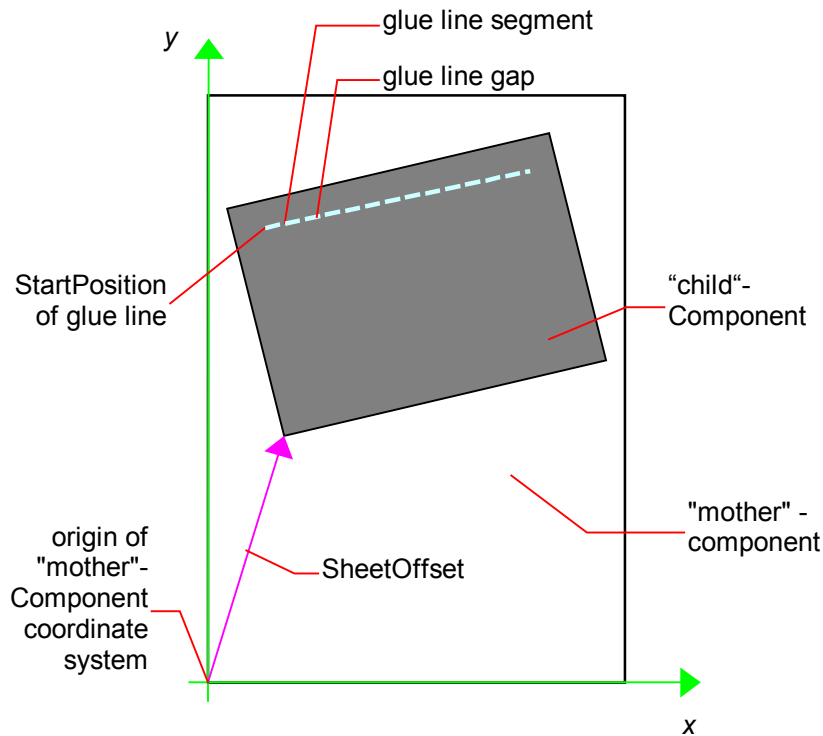 y
glue line segment
glue line gap
StartPosition
of glue line
“child“-
Component
"mother" -
component
SheetOffset
origin of
"mother"-
Component
coordinate
system
x